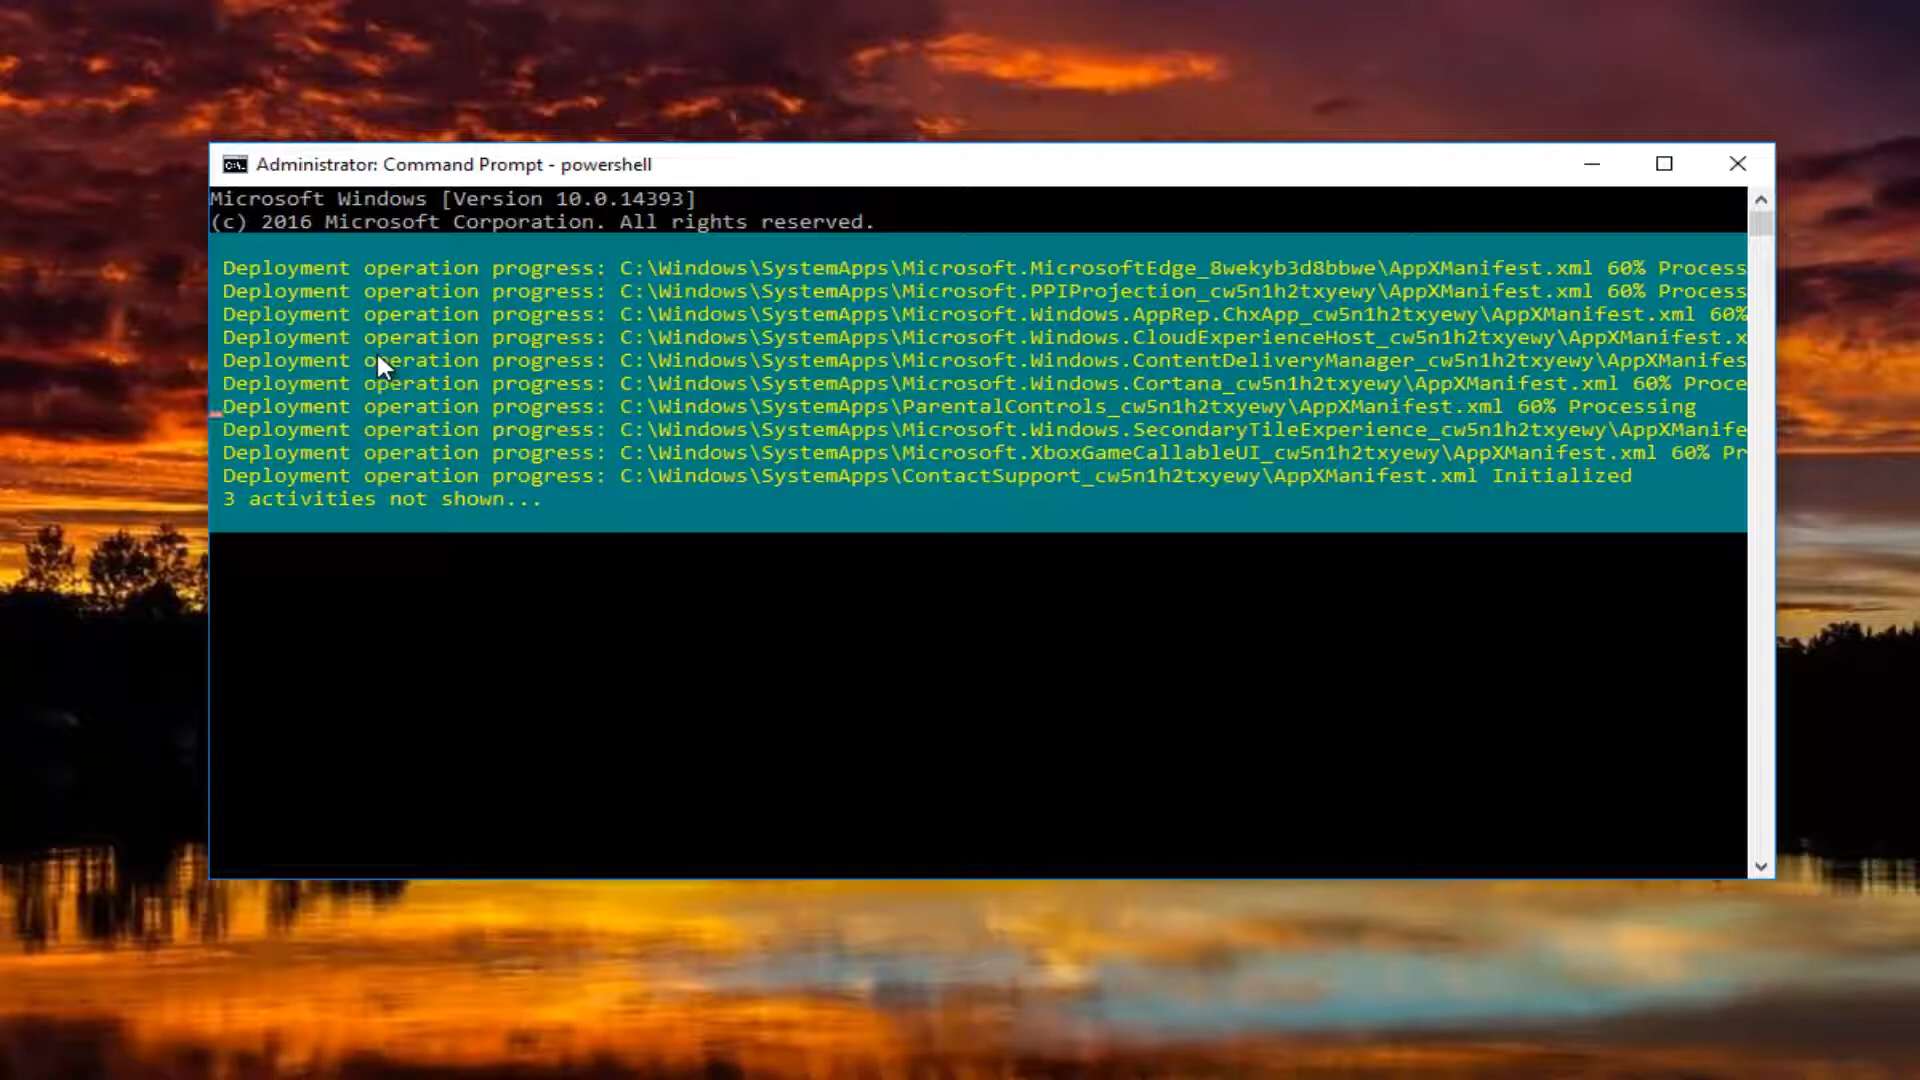 Administrator: Command Prompt - powershell
Microsoft Windows [Version 10.0.14393]
(c) 2016 Microsoft Corporation. All rights reserved.
Deployment operation progress: C:\Windows\SystemApps\Microsoft.MicrosoftEdge_8wekyb3d8bbwe\AppXManifest.xml 60% Process
Deployment operation progress: C:\Windows\SystemApps\Microsoft.PPIProjection_cw5n1h2txyewy\AppXManifest.xml 60% Process
Deployment operation progress: C:\Windows\SystemApps\Microsoft.Windows.AppRep.ChxApp_cw5n1h2txyewy\AppXManifest.xml 60%
Deployment operation progress: C:\Windows\SystemApps\Microsoft.Windows.CloudExperienceHost_cw5n1h2txyewy\AppXManifest.x
Deployment operation progress: C:\Windows\SystemApps\Microsoft.Windows.ContentDeliveryManager_cw5n1h2txyewy\AppXManifes
Deployment operation progress: C:\Windows\SystemApps\Microsoft.Windows.Cortana_cw5n1h2txyewy\AppXManifest.xml 60% Proce
Deployment operation progress: C:\Windows\SystemApps\ParentalControls_cw5n1h2txyewy\AppXManifest.xml 60% Processing
Deployment operation progress: C:\Windows\SystemApps\Microsoft.Windows.SecondaryTileExperience_cw5n1h2txyewy\AppXManife
Deployment operation progress: C:\Windows\SystemApps\Microsoft.XboxGameCallableUI_cw5n1h2txyewy\AppXManifest.xml 60% Pr
Deployment operation progress: C:\Windows\SystemApps\ContactSupport_cw5n1h2txyewy\AppXManifest.xml Initialized
3 activities not shown...